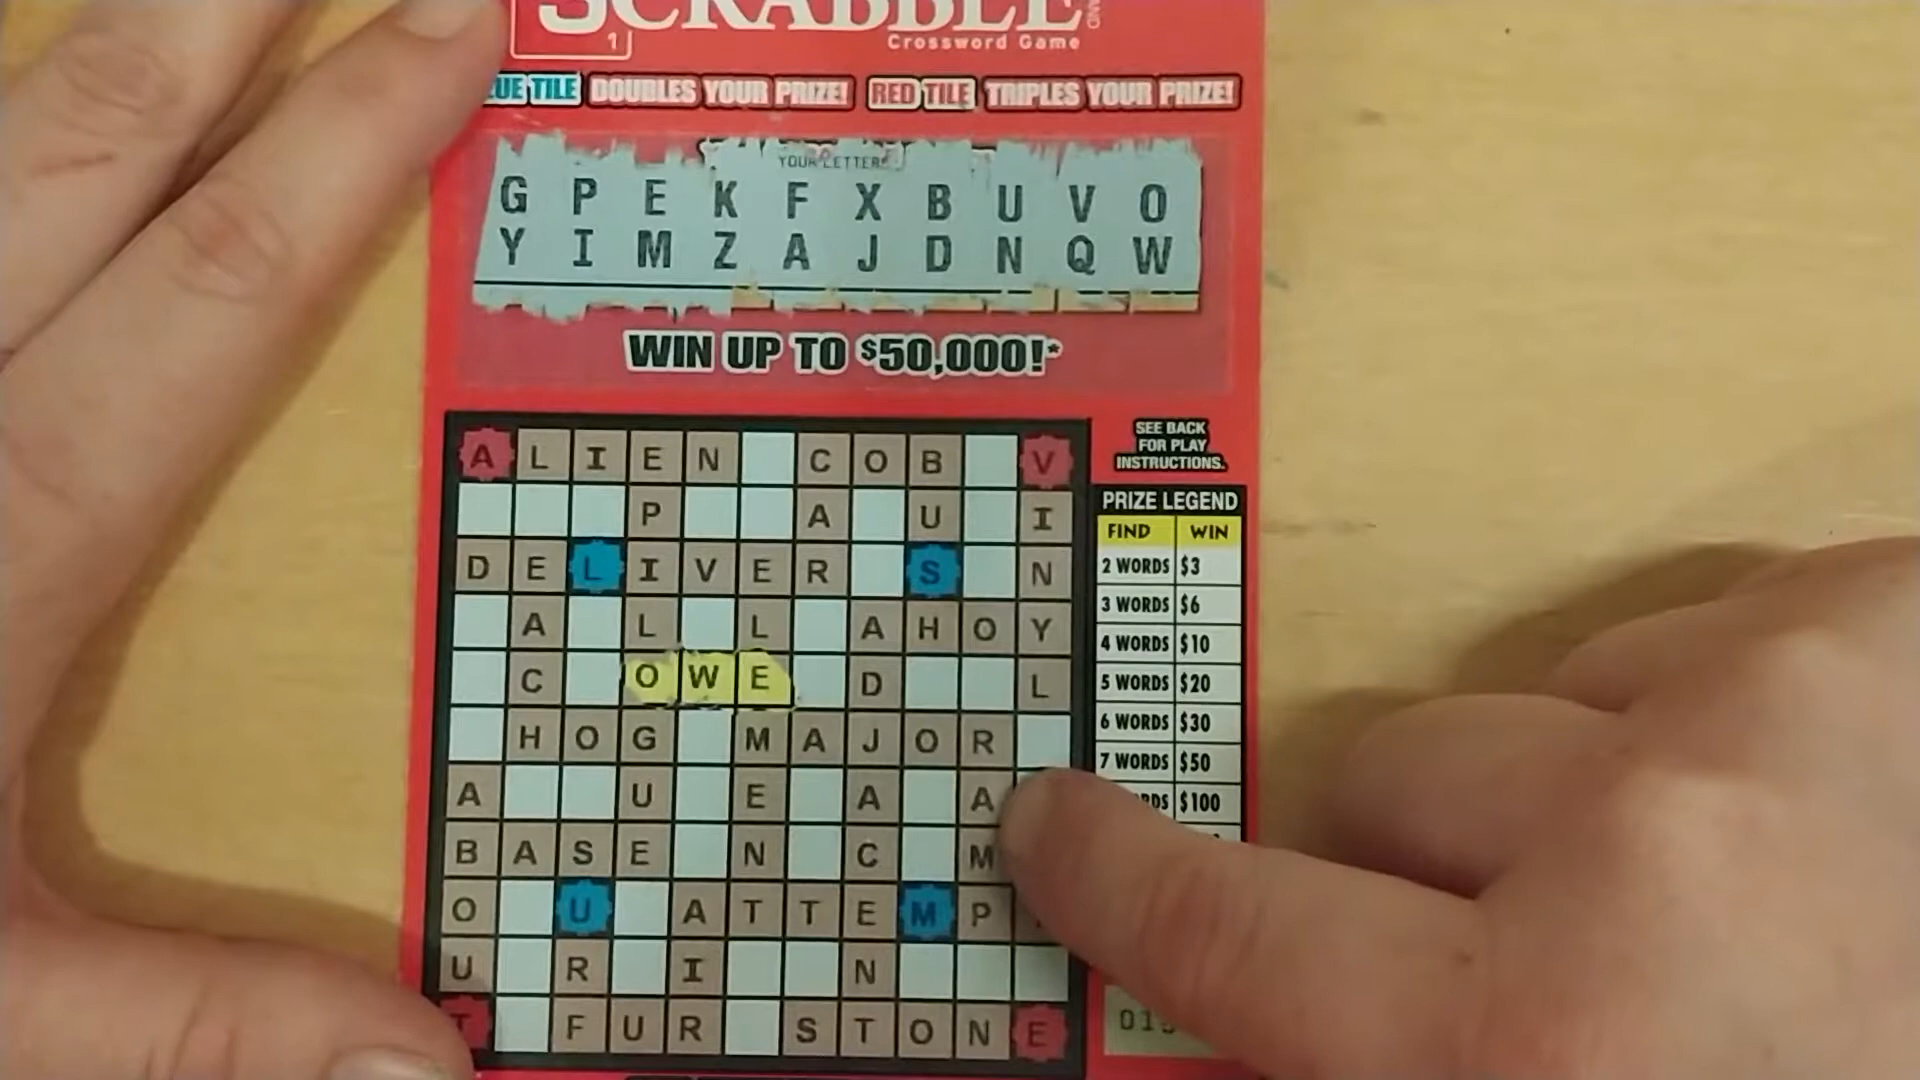 SCRABBLE
1
Crossword Game
TILE DOUBLES YOUR PRIZE! RED TILE TRIPLES YOUR PRIZE!
YOUR LETTERS
G P E K F X B U V O
Y I M Z A J D N Q W
WIN UP TO $50,000!*
SEE BACK
FOR PLAY
INSTRUCTIONS.
A L I E N C O B V
P A U I
D E L I V E R S N
A L L A H O Y
C O W E D L
H O G M A J O R
A U E A A
B A S E N C M
O U A T T E M P
U R I N
T F U R S T O N E
PRIZE LEGEND
FIND WIN
2 WORDS $3
3 WORDS $6
4 WORDS $10
5 WORDS $20
6 WORDS $30
7 WORDS $50
$100